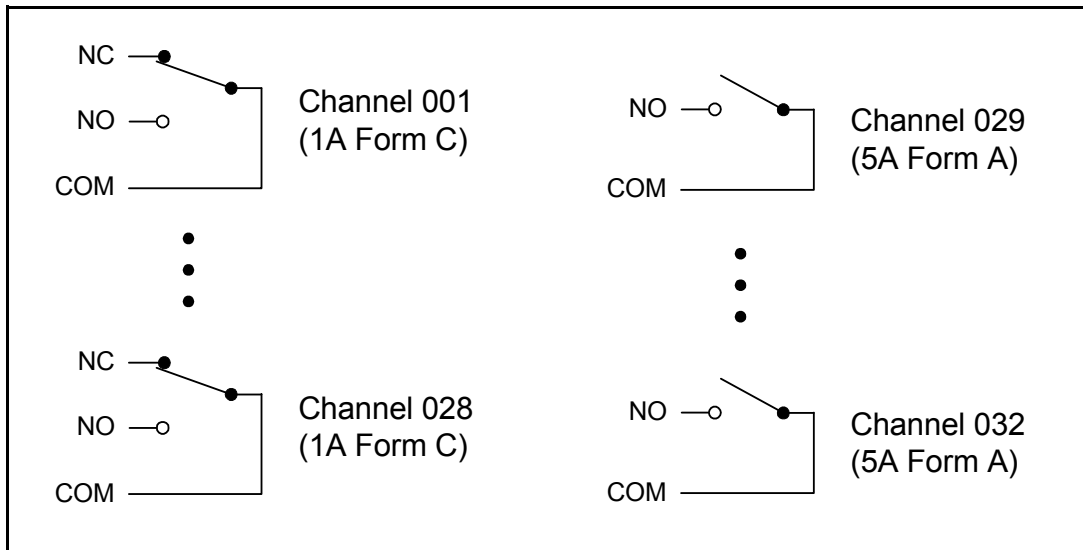 NC
NO
COM
Channel 001
(1A Form C)
NC
NO
COM
Channel 028
(1A Form C)
NO
COM
Channel 029
(5A Form A)
NO
COM
Channel 032
(5A Form A)